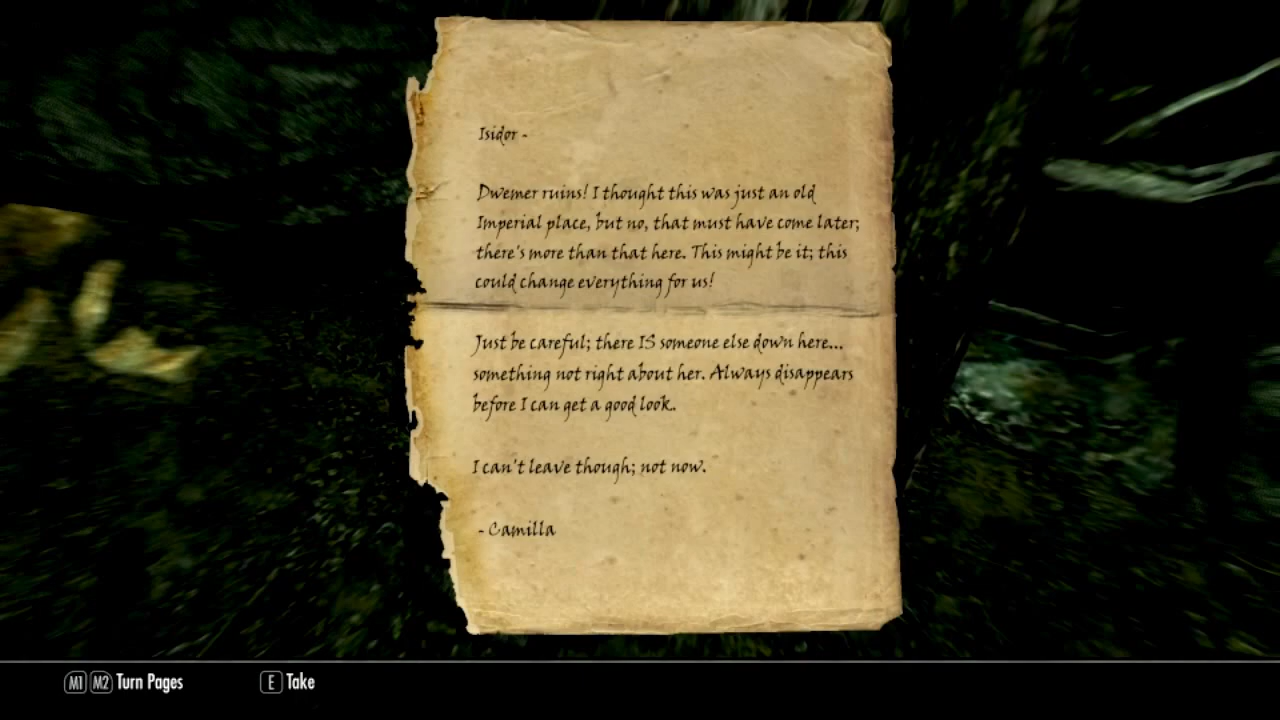 Isidor -
Dwemer ruins! I thought this was just an old
Imperial place, but no, that must have come later;
there's more than that here. This might be it; this
could change everything for us!
Just be careful; there IS someone else down here...
something not right about her. Always disappears
before I can get a good look..
I can't leave though; not now.
- Camilla
M1 M2 Turn Pages E Take